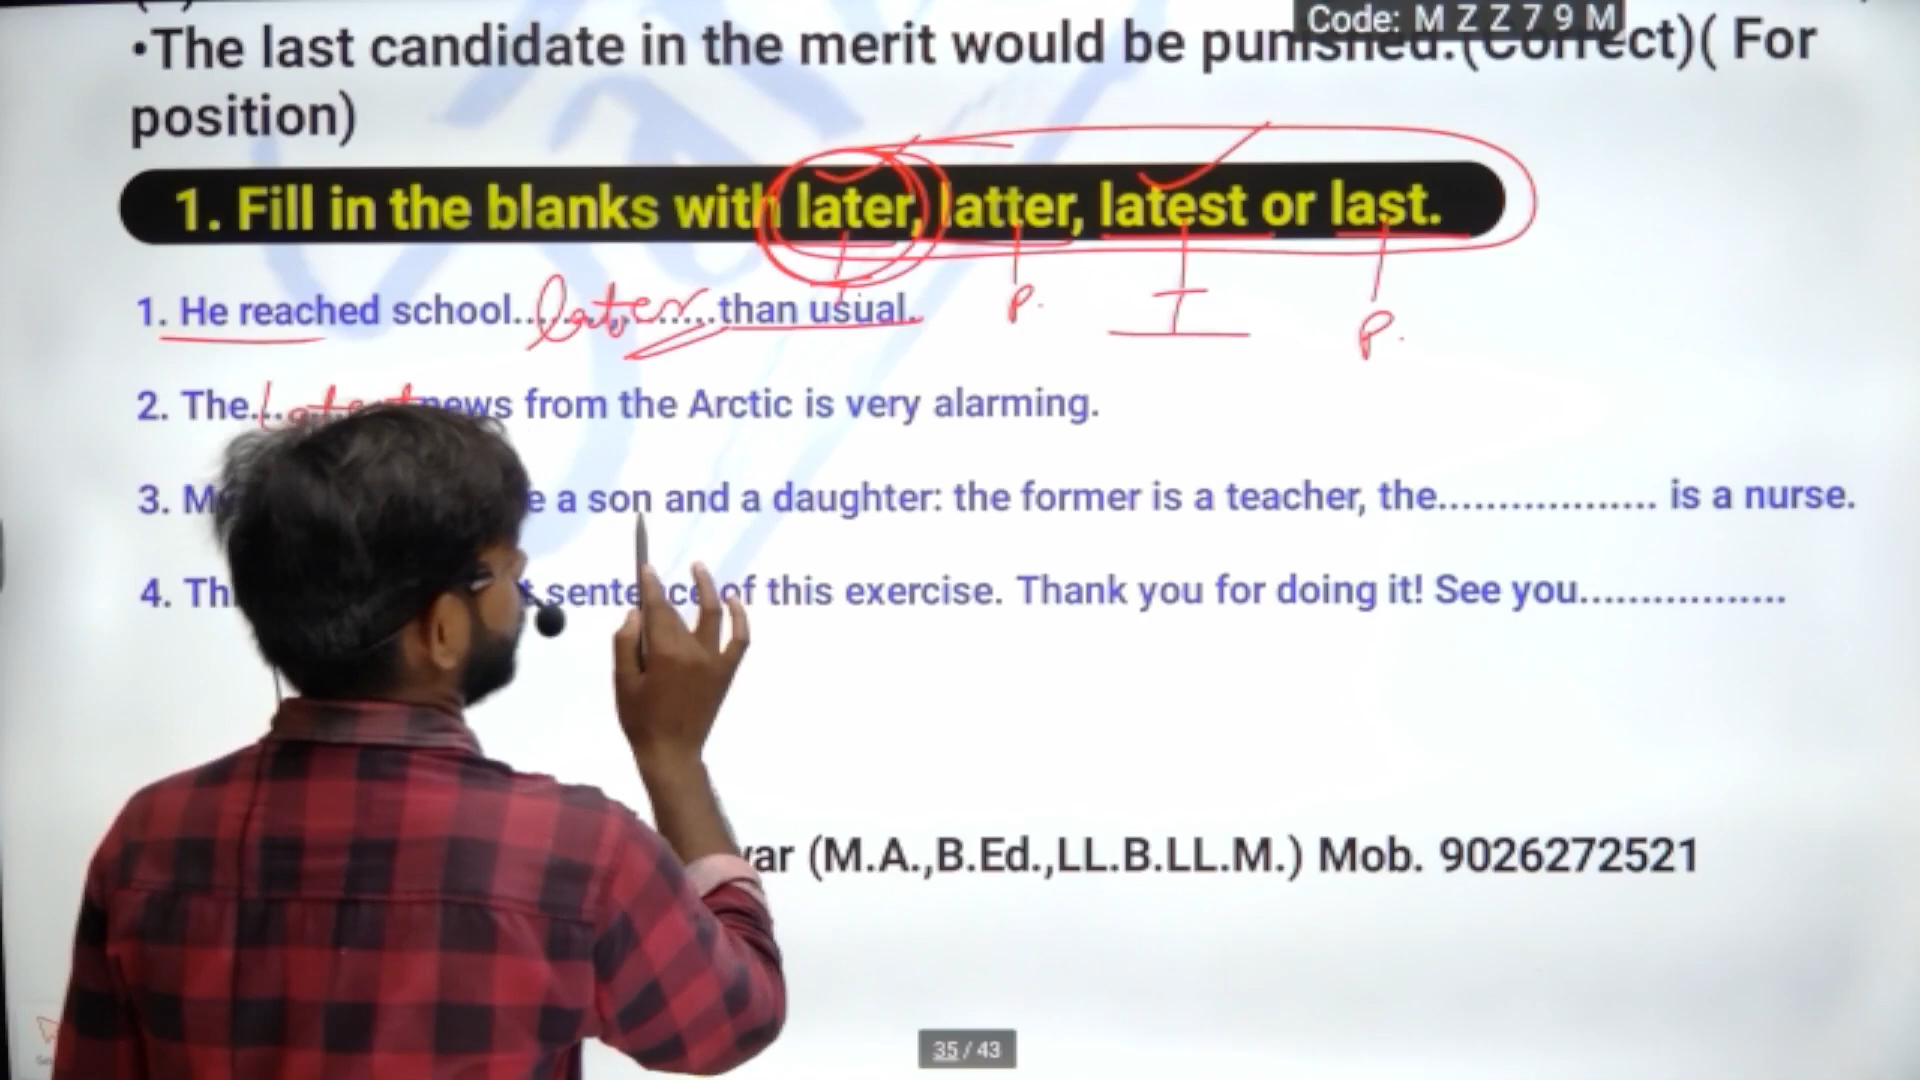 Code: M Z Z 7 9 M
•The last candidate in the merit would be punished.(Correct)( For
position)
1. Fill in the blanks with later, latter, latest or last.
1. He reached school..... later .....than usual.
P. I P.
2. The... latest news from the Arctic is very alarming.
3. a son and a daughter: the former is a teacher, the.................. is a nurse.
4. sentence of this exercise. Thank you for doing it! See you.................
(M.A.,B.Ed.,LL.B.LL.M.) Mob. 9026272521
35 / 43